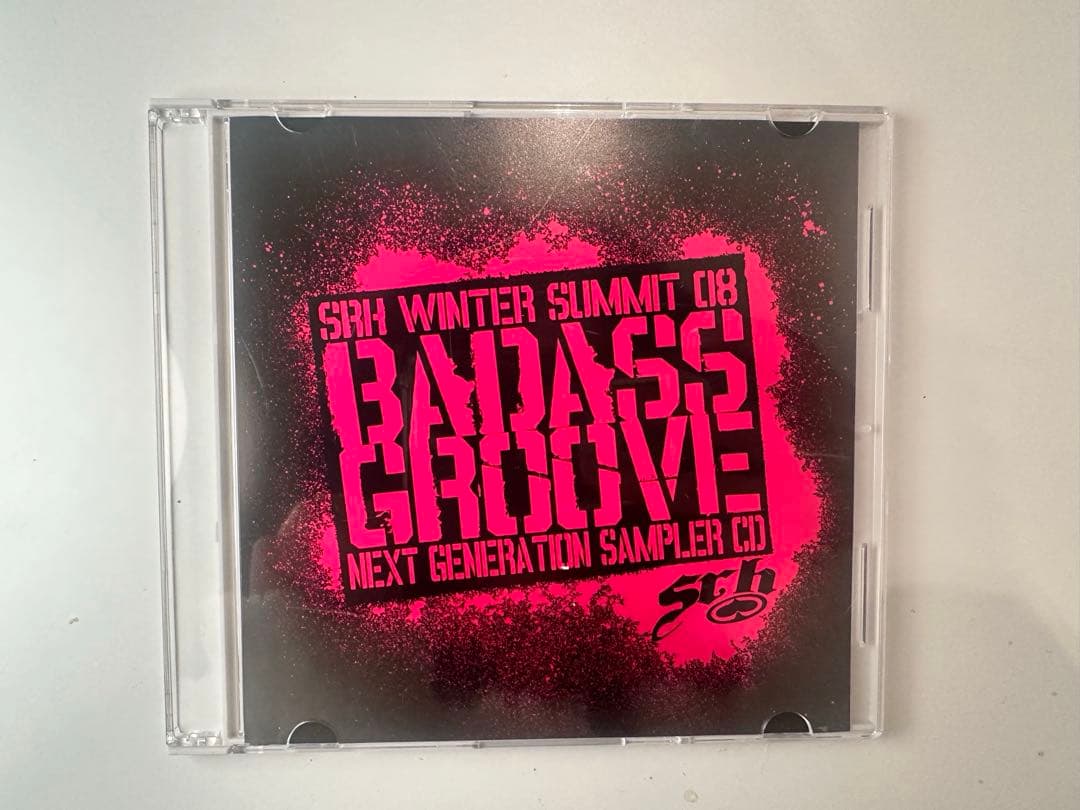 SRH WINTER SUMMIT 08
BADASS
GROOVE
NEXT GENERATION SAMPLER CD
srh